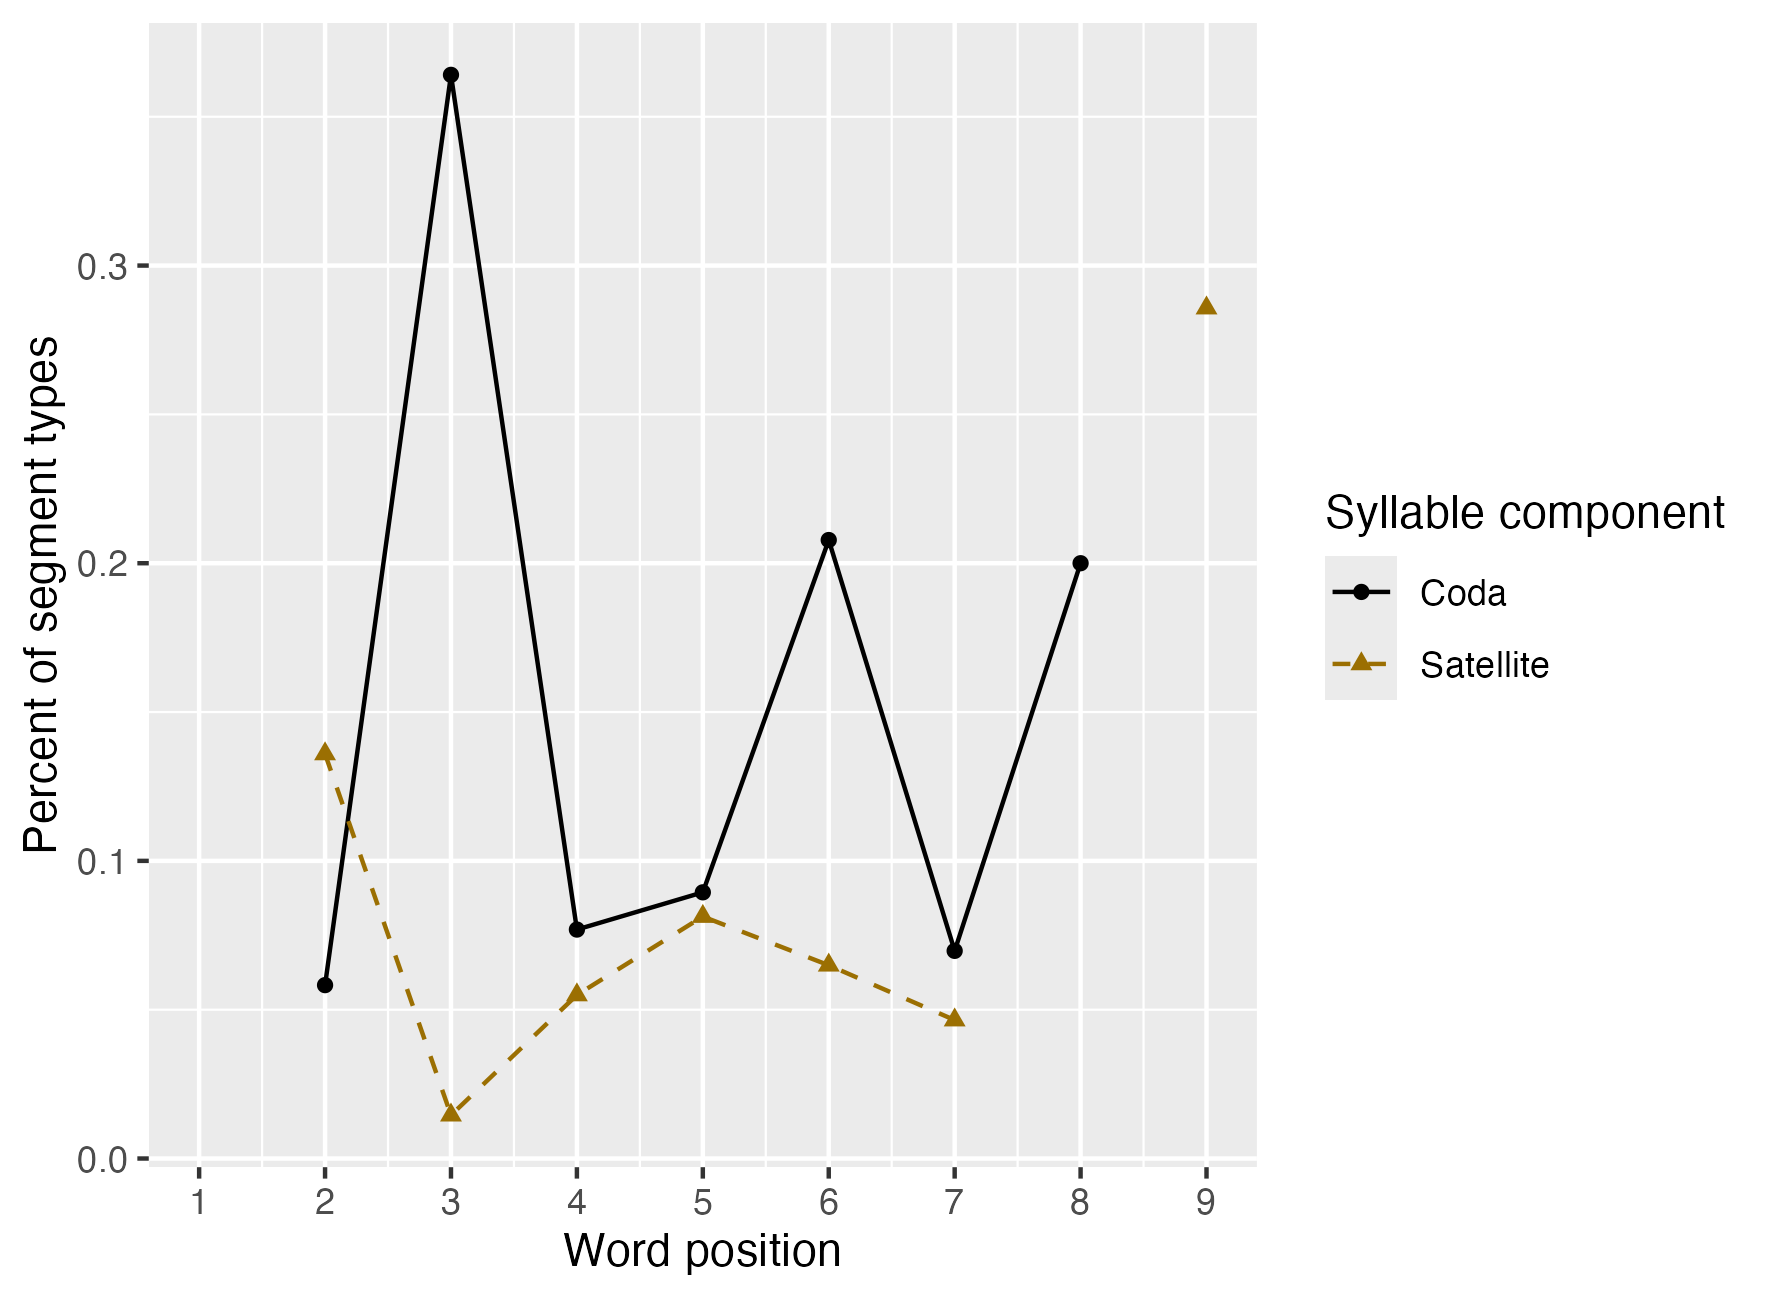 Percent of segment types
0.3
0.2
0.1
0.0
1 2 3 4 5 6 7 8 9
Word position
Syllable component
Coda
Satellite